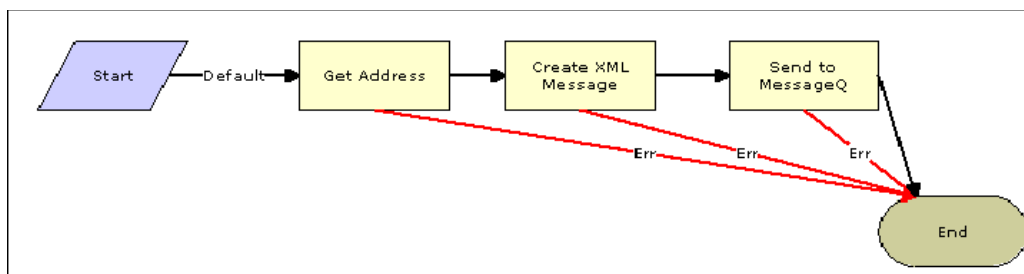 Start
Default
Get Address
Create XML
Message
Send to
MessageQ
Err
Err
Err
End